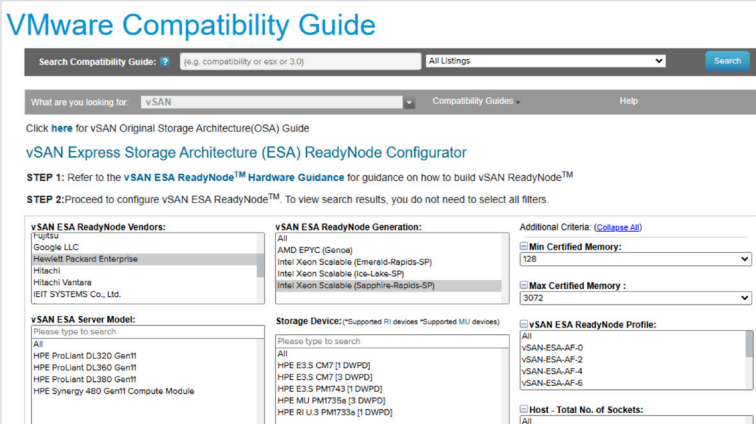 VMware Compatibility Guide
Search Compatibility Guide: ? (e.g. compatibility or esx or 3.0) All Listings Search
What are you looking for: vSAN Compatibility Guides Help
Click here for vSAN Original Storage Architecture(OSA) Guide
vSAN Express Storage Architecture (ESA) ReadyNode Configurator
STEP 1: Refer to the vSAN ESA ReadyNode™ Hardware Guidance for guidance on how to build vSAN ReadyNode™
STEP 2:Proceed to configure vSAN ESA ReadyNode™. To view search results, you do not need to select all filters.
vSAN ESA ReadyNode Vendors:
Fujitsu
Google LLC
Hewlett Packard Enterprise
Hitachi
Hitachi Vantara
IEIT SYSTEMS Co., Ltd.
vSAN ESA ReadyNode Generation:
All
AMD EPYC (Genoa)
Intel Xeon Scalable (Emerald-Rapids-SP)
Intel Xeon Scalable (Ice-Lake-SP)
Intel Xeon Scalable (Sapphire-Rapids-SP)
Additional Criteria: (Collapse All)
Min Certified Memory:
128
Max Certified Memory :
3072
vSAN ESA Server Model:
Please type to search
All
HPE ProLiant DL320 Gen11
HPE ProLiant DL360 Gen11
HPE ProLiant DL380 Gen11
HPE Synergy 480 Gen11 Compute Module
Storage Device: (*Supported RI devices *Supported MU devices)
Please type to search
All
HPE E3.S CM7 [1 DWPD]
HPE E3.S CM7 [3 DWPD]
HPE E3.S PM1743 [1 DWPD]
HPE MU PM1735a [3 DWPD]
HPE RI U.3 PM1733a [1 DWPD]
vSAN ESA ReadyNode Profile:
All
vSAN-ESA-AF-0
vSAN-ESA-AF-2
vSAN-ESA-AF-4
vSAN-ESA-AF-6
Host - Total No. of Sockets:
All